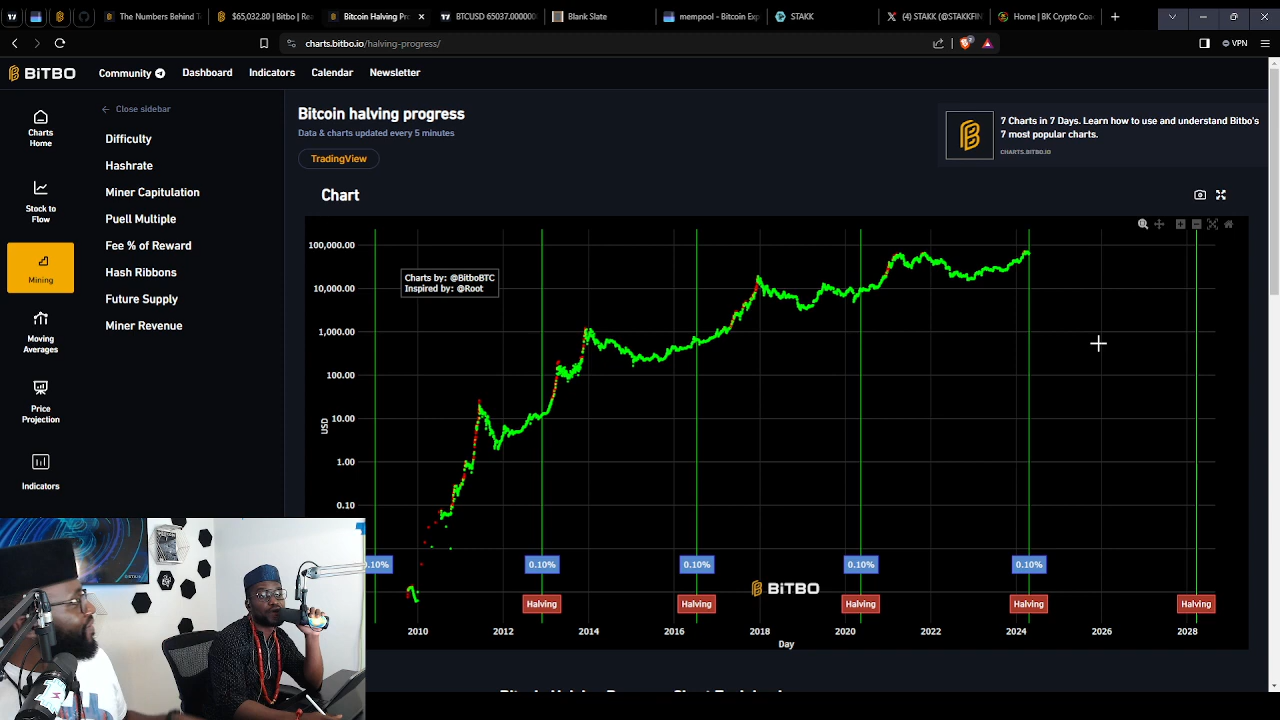 The Numbers Behind T
$65,032.80 | Bitbo | Rea
Bitcoin Halving Pr
BTCUSD 65037.000000
Blank Slate
mempool - Bitcoin Exp
STAKK
(4) STAKK (@STAKKFIN
Home | BK Crypto Coa
charts.bitbo.io/halving-progress/
2
VPN
BiTBO
Community
Dashboard
Indicators
Calendar
Newsletter
Charts Home
Stock to Flow
Mining
Moving Averages
Price Projection
Indicators
Close sidebar
Difficulty
Hashrate
Miner Capitulation
Puell Multiple
Fee % of Reward
Hash Ribbons
Future Supply
Miner Revenue
Bitcoin halving progress
Data & charts updated every 5 minutes
TradingView
7 Charts in 7 Days. Learn how to use and understand Bitbo's
7 most popular charts.
CHARTS.BITBO.IO
Chart
100,000.00
10,000.00
1,000.00
100.00
10.00
1.00
0.10
USD
Charts by: @BitboBTC
Inspired by: @Root
0.10%
0.10%
0.10%
0.10%
0.10%
BiTBO
Halving
Halving
Halving
Halving
Halving
2010
2012
2014
2016
2018
2020
2022
2024
2026
2028
Day